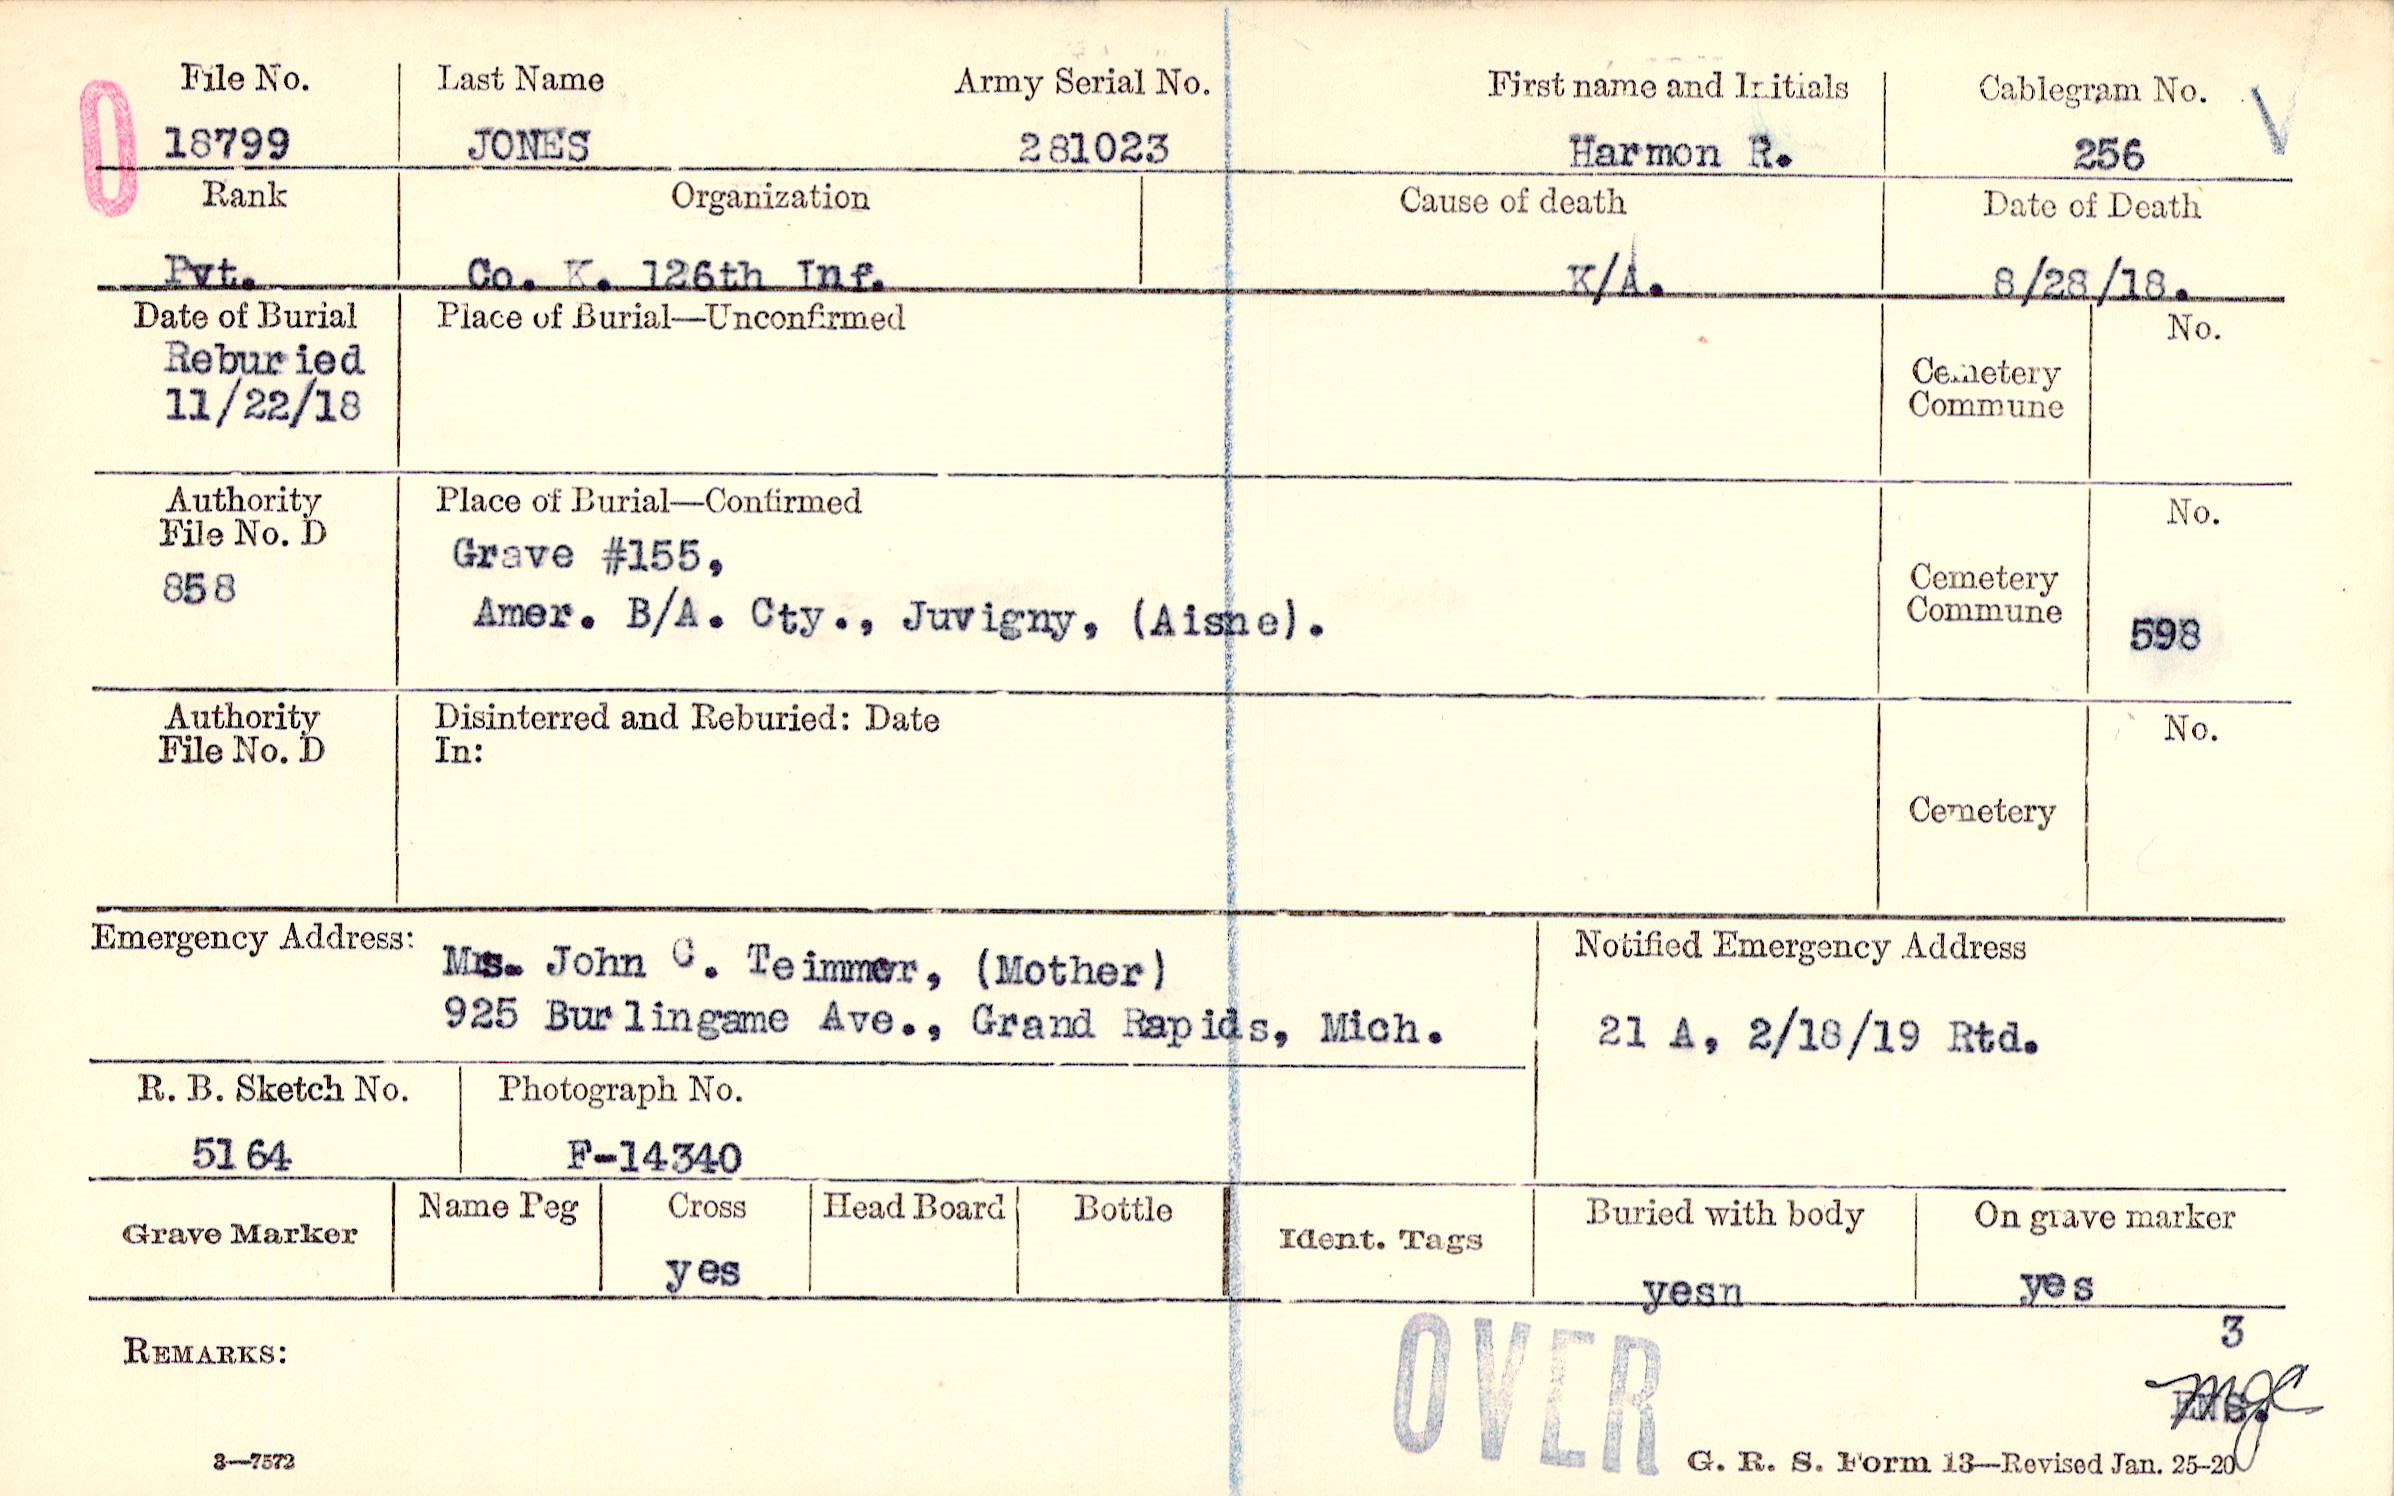 File No. Last Name Army Serial No. First name and Initials Cablegram No.
18799 JONES 281023 Harmon R. 256
Rank Organization Cause of death Date of Death
Pvt. Co. K. 126th Inf. K/A. 8/28/18.
Date of Burial Place of Burial—Unconfirmed No.
Reburied
11/22/18
Cemetery
Commune
Authority Place of Burial—Confirmed No.
File No. D
858
Grave #155,
Amer. B/A. Cty., Juvigny, (Aisne).
Cemetery
Commune
598
Authority Disinterred and Reburied: Date No.
File No. D In:
Cemetery
Emergency Address: Mrs. John C. Teimmer, (Mother)
925 Burlingame Ave., Grand Rapids, Mich.
Notified Emergency Address
21 A, 2/18/19 Rtd.
R. B. Sketch No. Photograph No.
5164 F-14340
Grave Marker Name Peg Cross Head Board Bottle Ident. Tags Buried with body On grave marker
yes yesn yes
3
REMARKS:
OVER
MJC
3—7572 G. R. S. Form 13—Revised Jan. 25-20